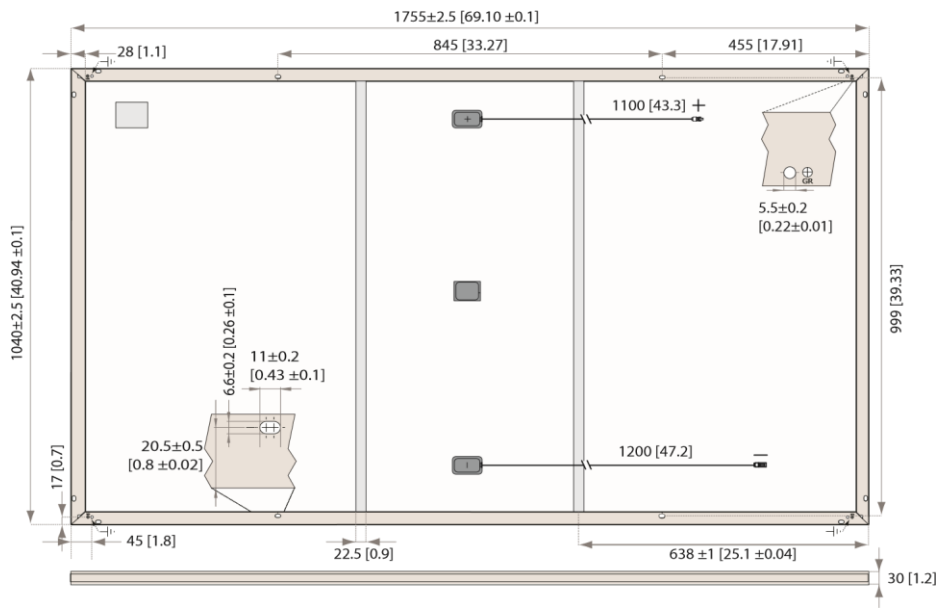 1755±2.5 [69.10 ±0.1]
28 [1.1]
845 [33.27]
455 [17.91]
1100 [43.3] +
+
GR
5.5±0.2
[0.22±0.01]
1040±2.5 [40.94 ±0.1]
999 [39.33]
6.6±0.2 [0.26 ±0.1]
11±0.2
[0.43 ±0.1]
20.5±0.5
[0.8 ±0.02]
1200 [47.2] −
−
17 [0.7]
45 [1.8]
22.5 [0.9]
638 ±1 [25.1 ±0.04]
30 [1.2]